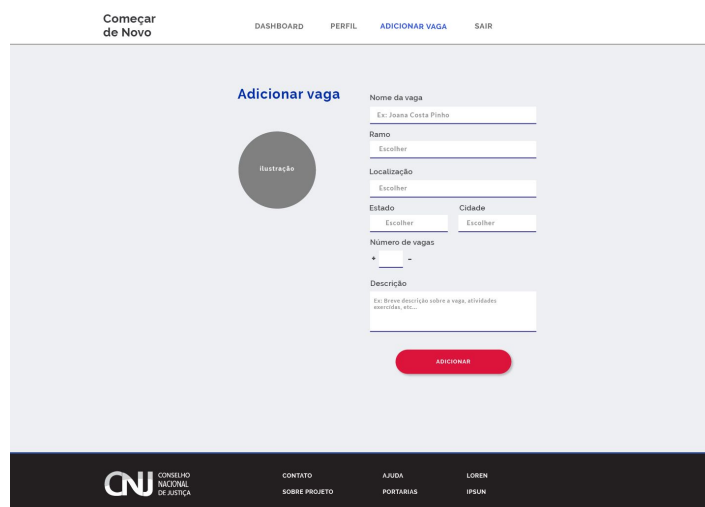 Começar
de Novo
DASHBOARD PERFIL ADICIONAR VAGA SAIR
Adicionar vaga
ilustração
Nome da vaga
Ex: Joana Costa Pinho
Ramo
Escolher
Localização
Escolher
Estado Cidade
Escolher Escolher
Número de vagas
+ -
Descrição
Ex: Breve descrição sobre a vaga, atividades
exercidas, etc...
ADICIONAR
CNJ
CONSELHO
NACIONAL
DE JUSTIÇA
CONTATO AJUDA LOREN
SOBRE PROJETO PORTARIAS IPSUN